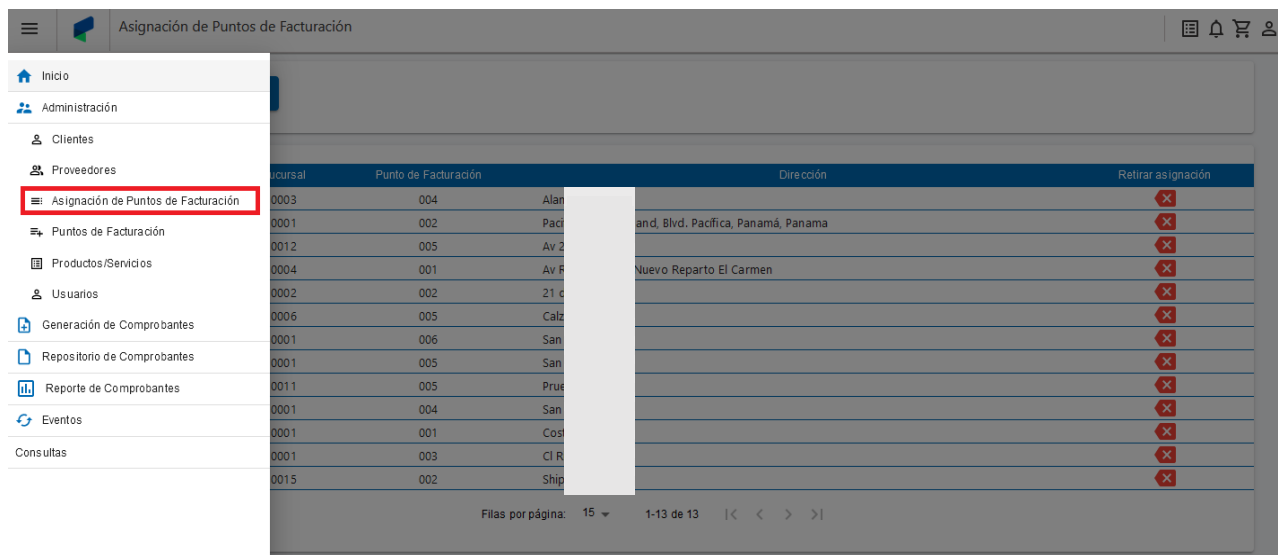 Asignación de Puntos de Facturación
Inicio
Administración
Clientes
Proveedores
Asignación de Puntos de Facturación
Puntos de Facturación
Productos/Servicios
Usuarios
Generación de Comprobantes
Repositorio de Comprobantes
Reporte de Comprobantes
Eventos
Consultas
ucursal Punto de Facturación Dirección Retirar asignación
0003 004 Alan
0001 002 Paci and, Blvd. Pacífica, Panamá, Panama
0012 005 Av 2
0004 001 Av R Nuevo Reparto El Carmen
0002 002 21 c
0006 005 Calz
0001 006 San
0001 005 San
0011 005 Prue
0001 004 San
0001 001 Cost
0001 003 Cl R
0015 002 Ship
Filas por página: 15 1-13 de 13